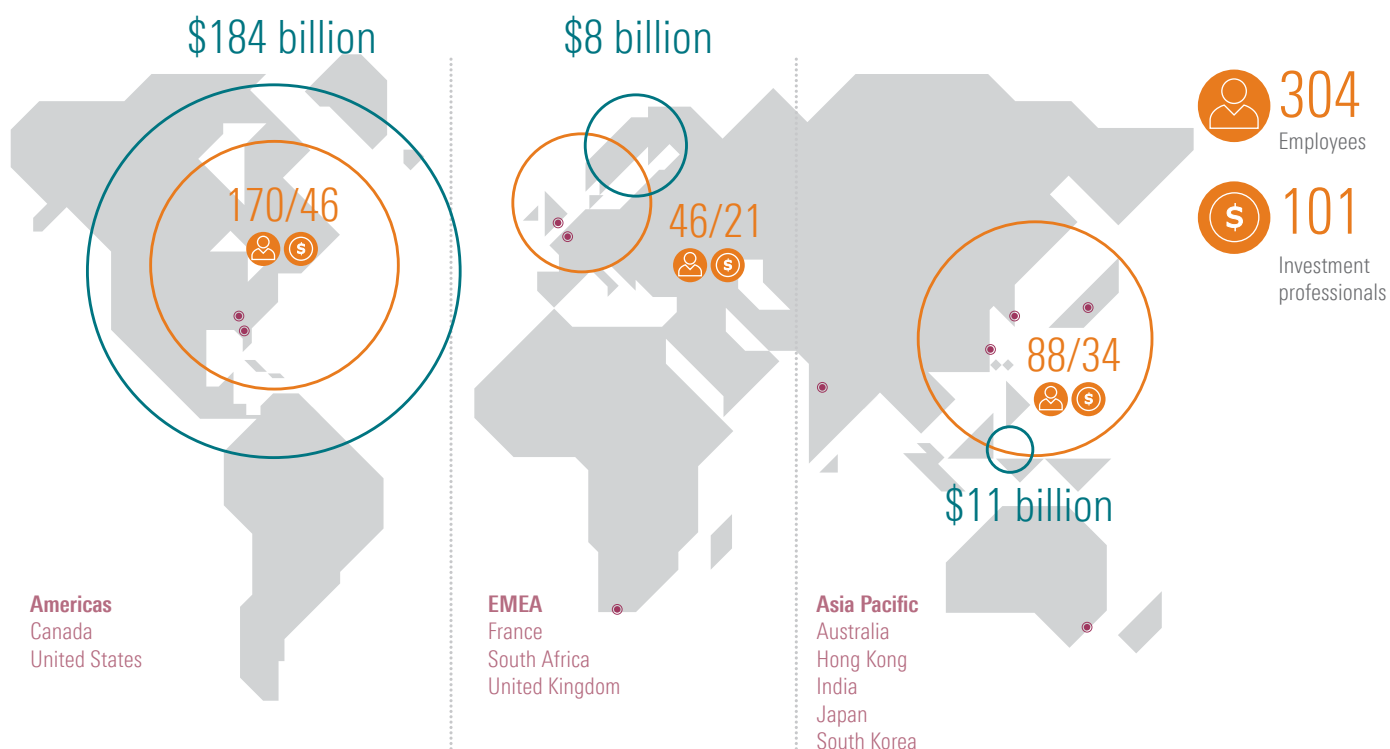 $184 billion
$8 billion
304
Employees
$
101
Investment
professionals
170/46
$
46/21
$
88/34
$
$11 billion
Americas
Canada
United States
EMEA
France
South Africa
United Kingdom
Asia Pacific
Australia
Hong Kong
India
Japan
South Korea